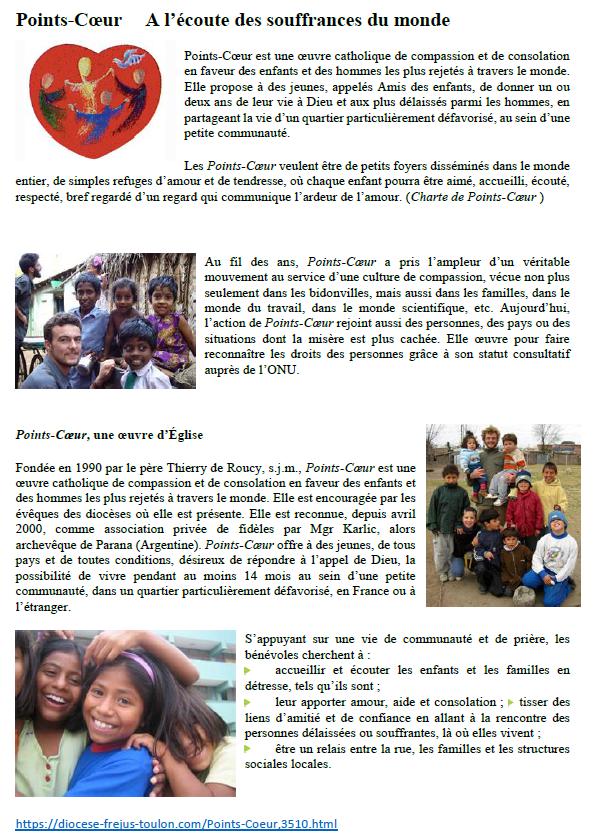 Points-Cœur A l’écoute des souffrances du monde
Points-Cœur est une œuvre catholique de compassion et de consolation
en faveur des enfants et des hommes les plus rejetés à travers le monde.
Elle propose à des jeunes, appelés Amis des enfants, de donner un ou
deux ans de leur vie à Dieu et aux plus délaissés parmi les hommes, en
partageant la vie d’un quartier particulièrement défavorisé, au sein d’une
petite communauté.
Les Points-Cœur veulent être de petits foyers disséminés dans le monde
entier, de simples refuges d’amour et de tendresse, où chaque enfant pourra être aimé, accueilli, écouté,
respecté, bref regardé d’un regard qui communique l’ardeur de l’amour. (Charte de Points-Cœur )
Au fil des ans, Points-Cœur a pris l’ampleur d’un véritable
mouvement au service d’une culture de compassion, vécue non plus
seulement dans les bidonvilles, mais aussi dans les familles, dans le
monde du travail, dans le monde scientifique, etc. Aujourd’hui,
l’action de Points-Cœur rejoint aussi des personnes, des pays ou des
situations dont la misère est plus cachée. Elle œuvre pour faire
reconnaître les droits des personnes grâce à son statut consultatif
auprès de l’ONU.
Points-Cœur, une œuvre d’Église
Fondée en 1990 par le père Thierry de Roucy, s.j.m., Points-Cœur est une
œuvre catholique de compassion et de consolation en faveur des enfants et
des hommes les plus rejetés à travers le monde. Elle est encouragée par les
évêques des diocèses où elle est présente. Elle est reconnue, depuis avril
2000, comme association privée de fidèles par Mgr Karlic, alors
archevêque de Parana (Argentine). Points-Cœur offre à des jeunes, de tous
pays et de toutes conditions, désireux de répondre à l’appel de Dieu, la
possibilité de vivre pendant au moins 14 mois au sein d’une petite
communauté, dans un quartier particulièrement défavorisé, en France ou à
l’étranger.
S’appuyant sur une vie de communauté et de prière, les
bénévoles cherchent à :
accueillir et écouter les enfants et les familles en
détresse, tels qu’ils sont ;
leur apporter amour, aide et consolation ; tisser des
liens d’amitié et de confiance en allant à la rencontre des
personnes délaissées ou souffrantes, là où elles vivent ;
être un relais entre la rue, les familles et les structures
sociales locales.
https://diocese-frejus-toulon.com/Points-Coeur,3510.html